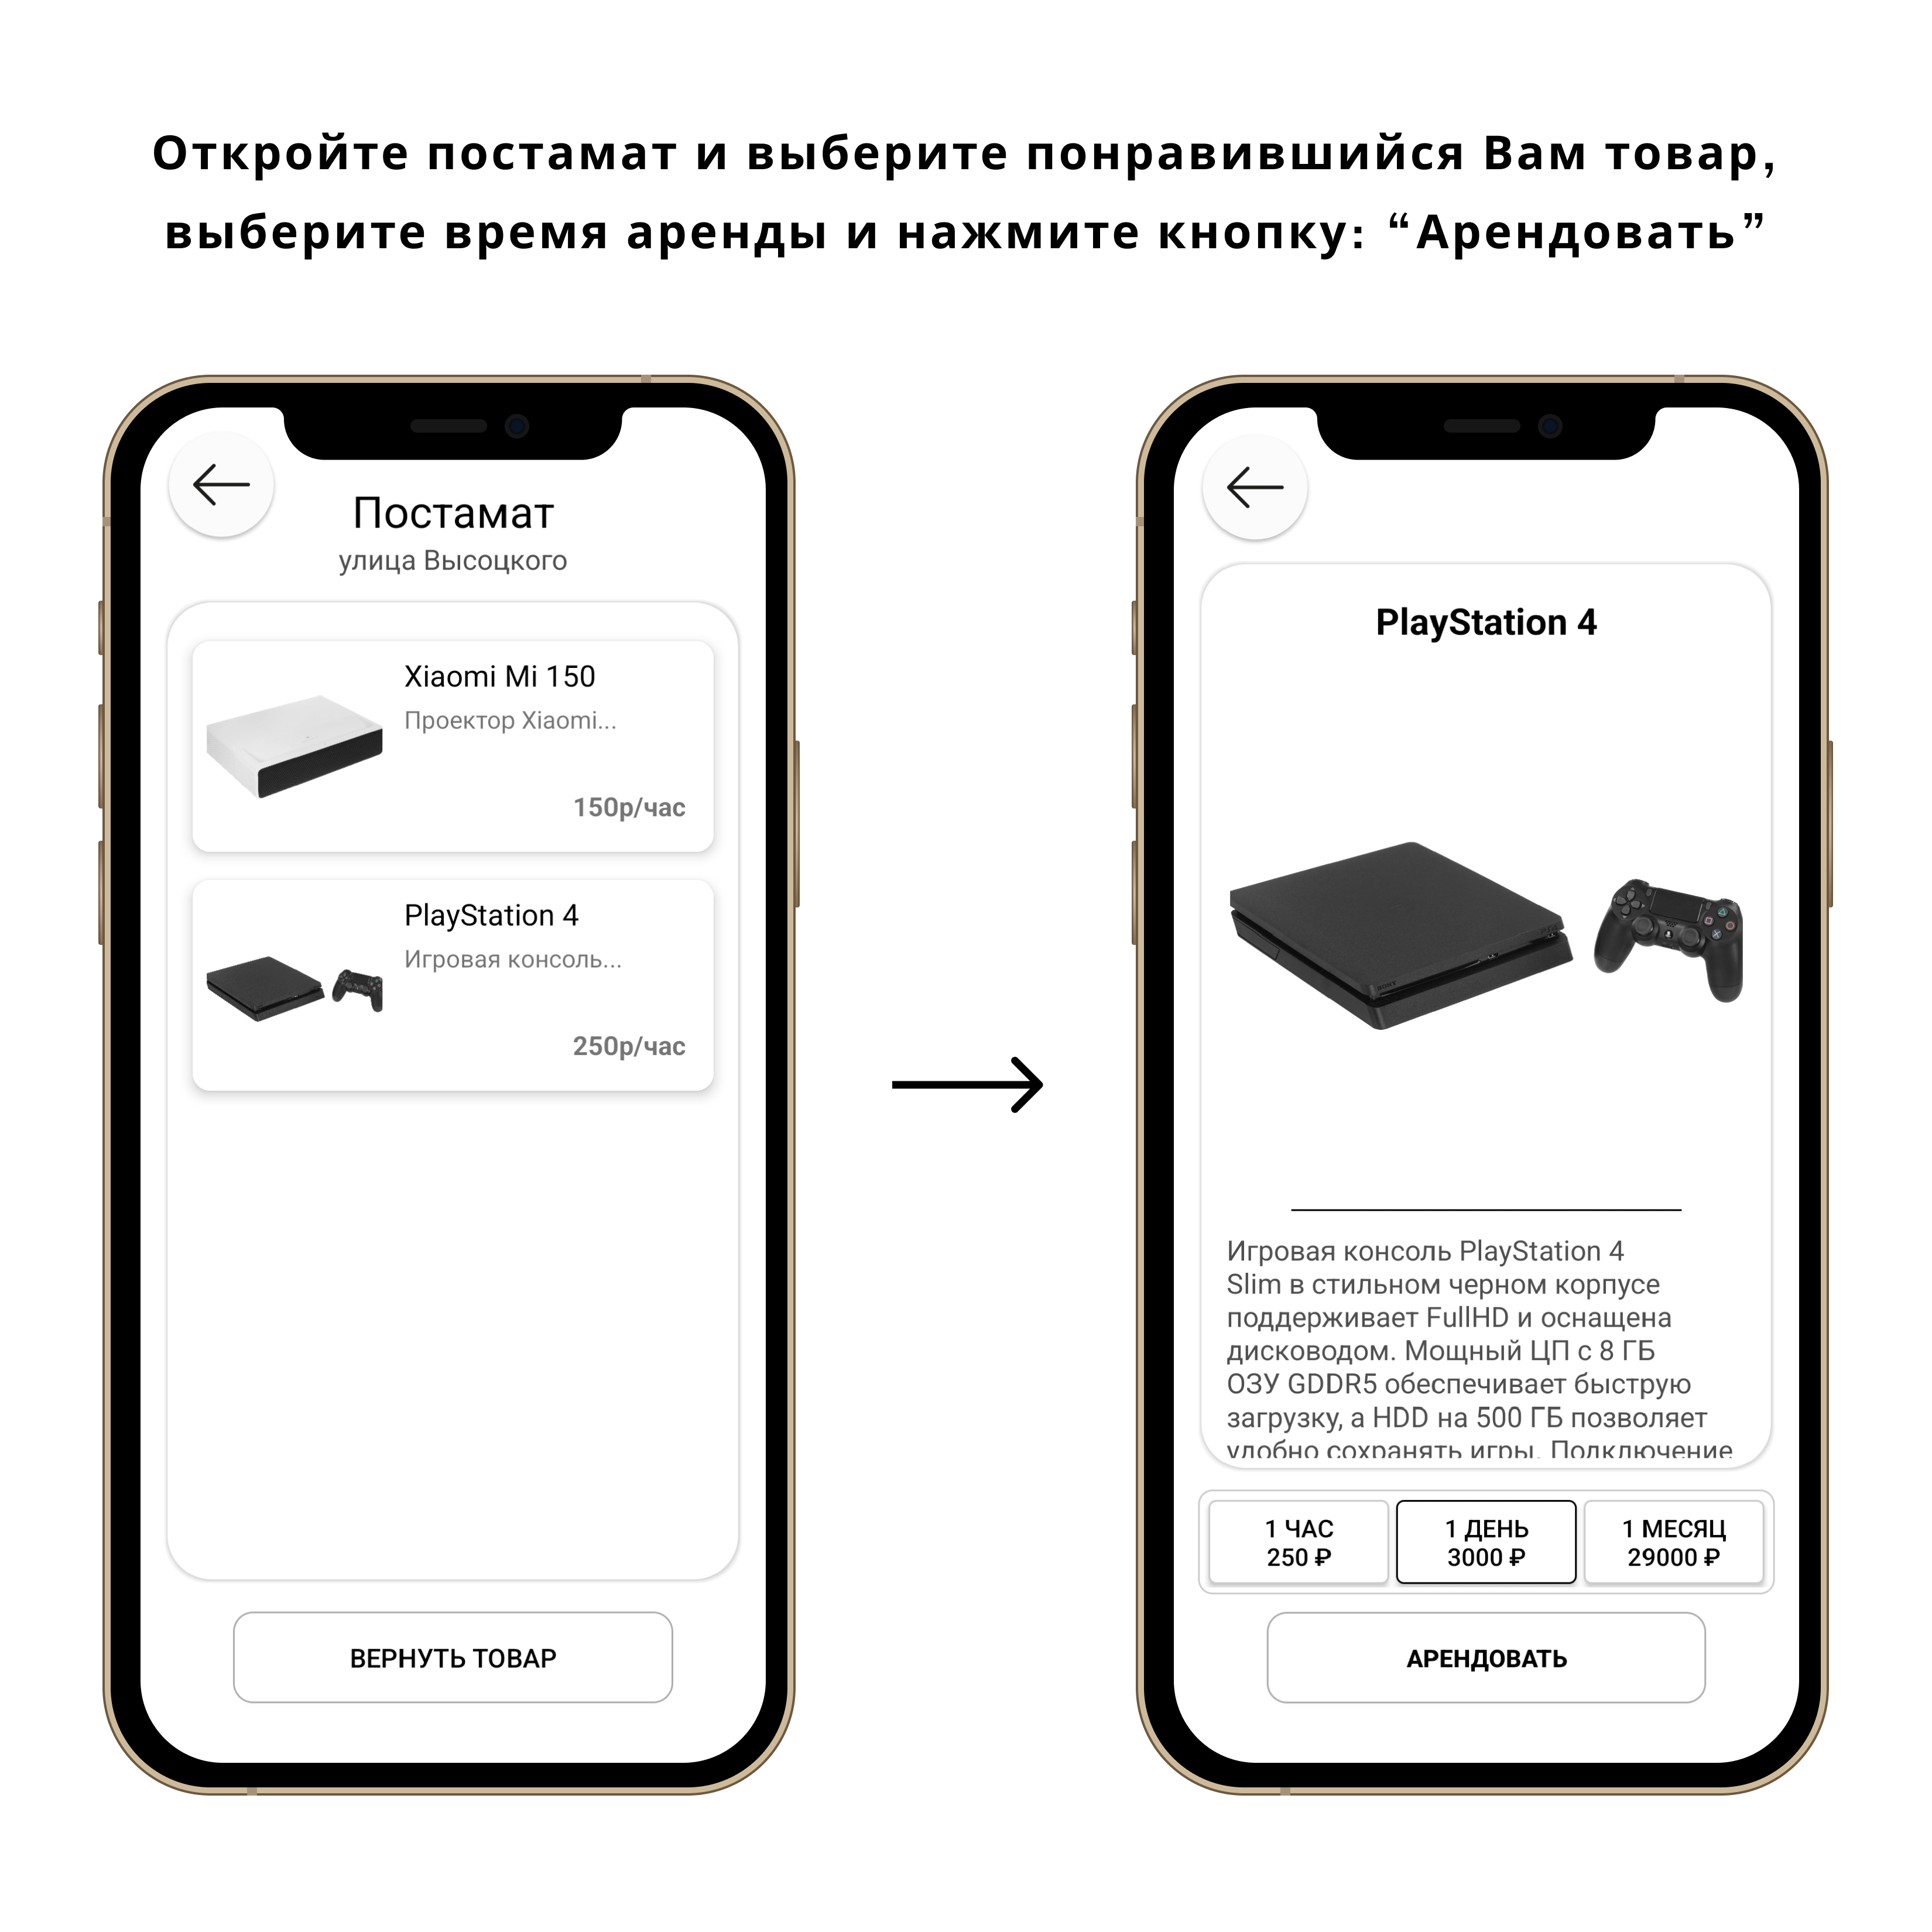 Откройте постамат и выберите понравившийся Вам товар,
выберите время аренды и нажмите кнопку: “Арендовать”
Постамат
улица Высоцкого
Xiaomi Mi 150
Проектор Xiaomi...
150р/час
PlayStation 4
Игровая консоль...
250р/час
ВЕРНУТЬ ТОВАР
PlayStation 4
Игровая консоль PlayStation 4
Slim в стильном черном корпусе
поддерживает FullHD и оснащена
дисководом. Мощный ЦП с 8 ГБ
ОЗУ GDDR5 обеспечивает быструю
загрузку, а HDD на 500 ГБ позволяет
удобно сохранять игры. Подключение
1 ЧАС
250 ₽
1 ДЕНЬ
3000 ₽
1 МЕСЯЦ
29000 ₽
АРЕНДОВАТЬ